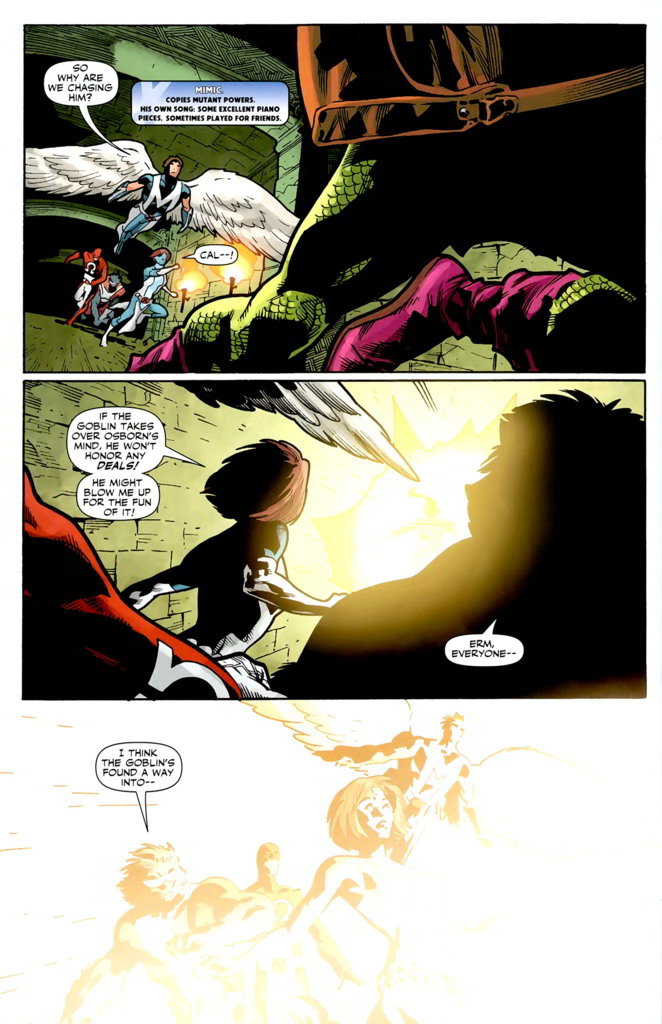 SO
WHY ARE
WE CHASING
HIM?
MIMIC.
COPIES MUTANT POWERS.
HIS OWN SONG: SOME EXCELLENT PIANO
PIECES. SOMETIMES PLAYED FOR FRIENDS.
M
CAL--!
IF THE
GOBLIN TAKES
OVER OSBORN'S
MIND, HE WON'T
HONOR ANY
DEALS!
HE MIGHT
BLOW ME UP
FOR THE FUN
OF IT!
ERM,
EVERYONE--
I THINK
THE GOBLIN'S
FOUND A WAY
INTO--